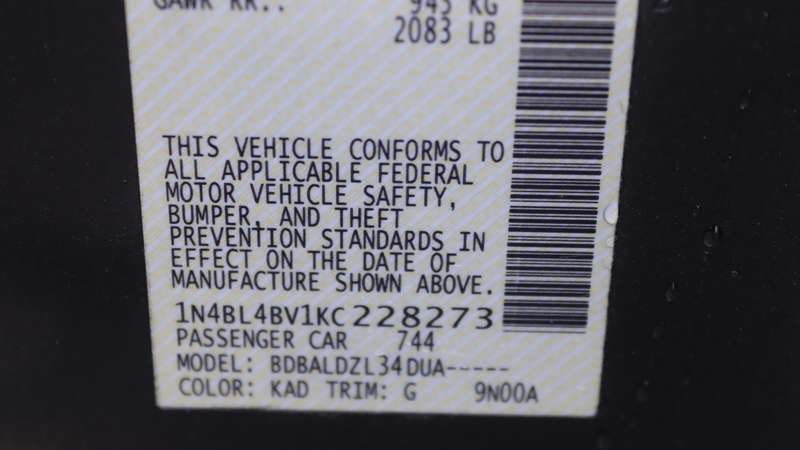 GAWR RR.: 945 KG
2083 LB
THIS VEHICLE CONFORMS TO
ALL APPLICABLE FEDERAL
MOTOR VEHICLE SAFETY,
BUMPER, AND THEFT
PREVENTION STANDARDS IN
EFFECT ON THE DATE OF
MANUFACTURE SHOWN ABOVE.
1N4BL4BV1KC228273
PASSENGER CAR 744
MODEL: BDBALDZL34DUA-----
COLOR: KAD TRIM: G 9N00A